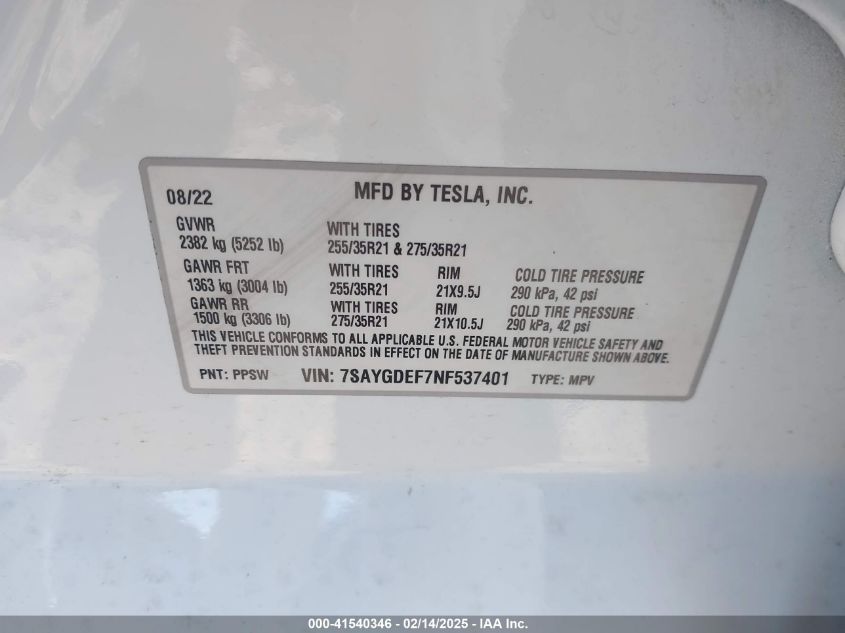 08/22 MFD BY TESLA, INC.
GVWR WITH TIRES
2382 kg (5252 lb) 255/35R21 & 275/35R21
GAWR FRT WITH TIRES RIM COLD TIRE PRESSURE
1363 kg (3004 lb) 255/35R21 21X9.5J 290 kPa, 42 psi
GAWR RR WITH TIRES RIM COLD TIRE PRESSURE
1500 kg (3306 lb) 275/35R21 21X10.5J 290 kPa, 42 psi
THIS VEHICLE CONFORMS TO ALL APPLICABLE U.S. FEDERAL MOTOR VEHICLE SAFETY AND
THEFT PREVENTION STANDARDS IN EFFECT ON THE DATE OF MANUFACTURE SHOWN ABOVE.
PNT: PPSW VIN: 7SAYGDEF7NF537401 TYPE: MPV
000-41540346 - 02/14/2025 - IAA Inc.